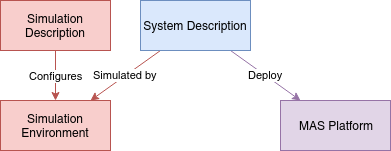 Simulation
Description
System Description
Configures
Simulated by
Deploy
Simulation
Environment
MAS Platform